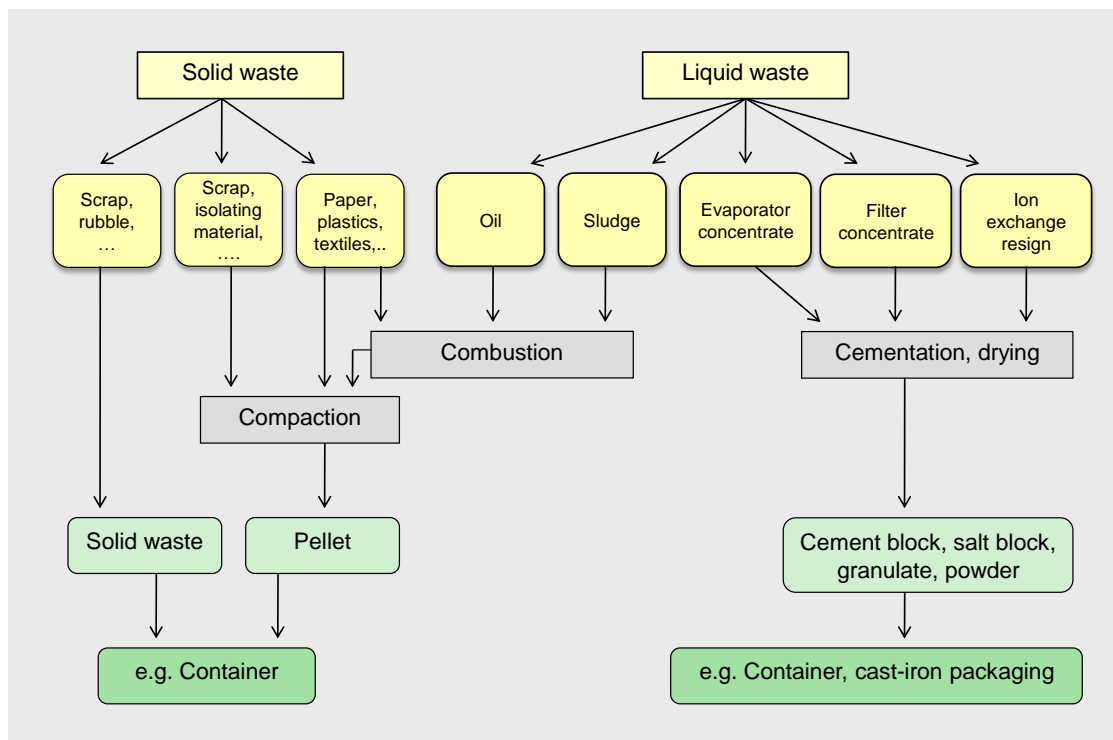 Solid waste
Liquid waste
Scrap,
rubble,
…
Scrap,
isolating
material,
….
Paper,
plastics,
textiles,..
Oil
Sludge
Evaporator
concentrate
Filter
concentrate
Ion
exchange
resign
Combustion
Cementation, drying
Compaction
Solid waste
Pellet
Cement block, salt block,
granulate, powder
e.g. Container
e.g. Container, cast-iron packaging